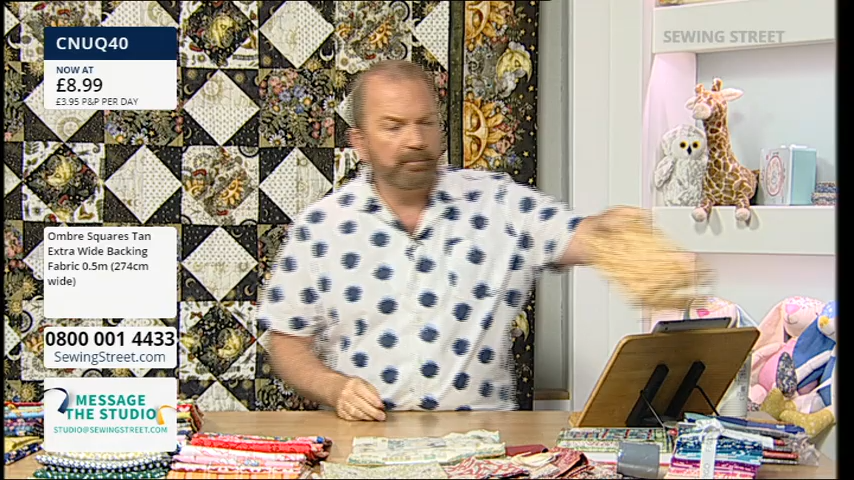 SEWING STREET
CNUQ40
NOW AT
£8.99
£3.95 P&P PER DAY
Ombre Squares Tan
Extra Wide Backing
Fabric 0.5m (274cm
wide)
0800 001 4433
SewingStreet.com
MESSAGE
THE STUDIO
STUDIO@SEWINGSTREET.COM